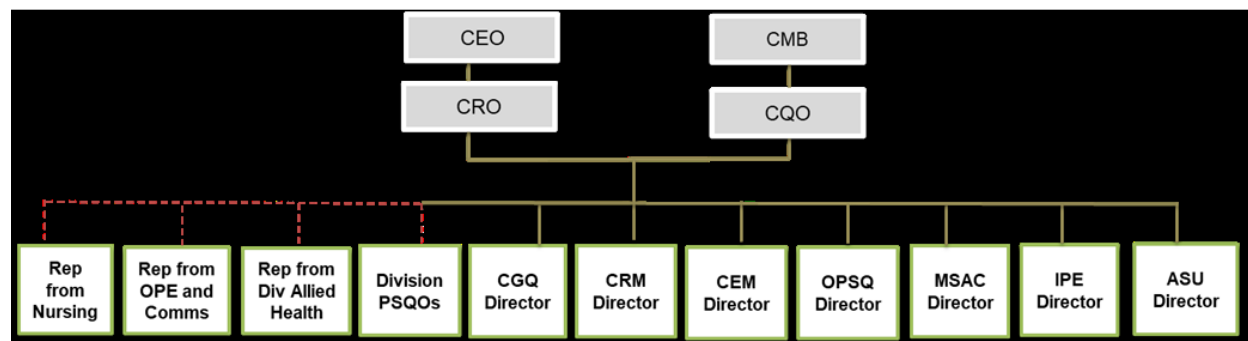 CEO
CMB
CRO
CQO
Rep
from
Nursing
Rep from
OPE and
Comms
Rep from
Div Allied
Health
Division
PSQOs
CGQ
Director
CRM
Director
CEM
Director
OPSQ
Director
MSAC
Director
IPE
Director
ASU
Director